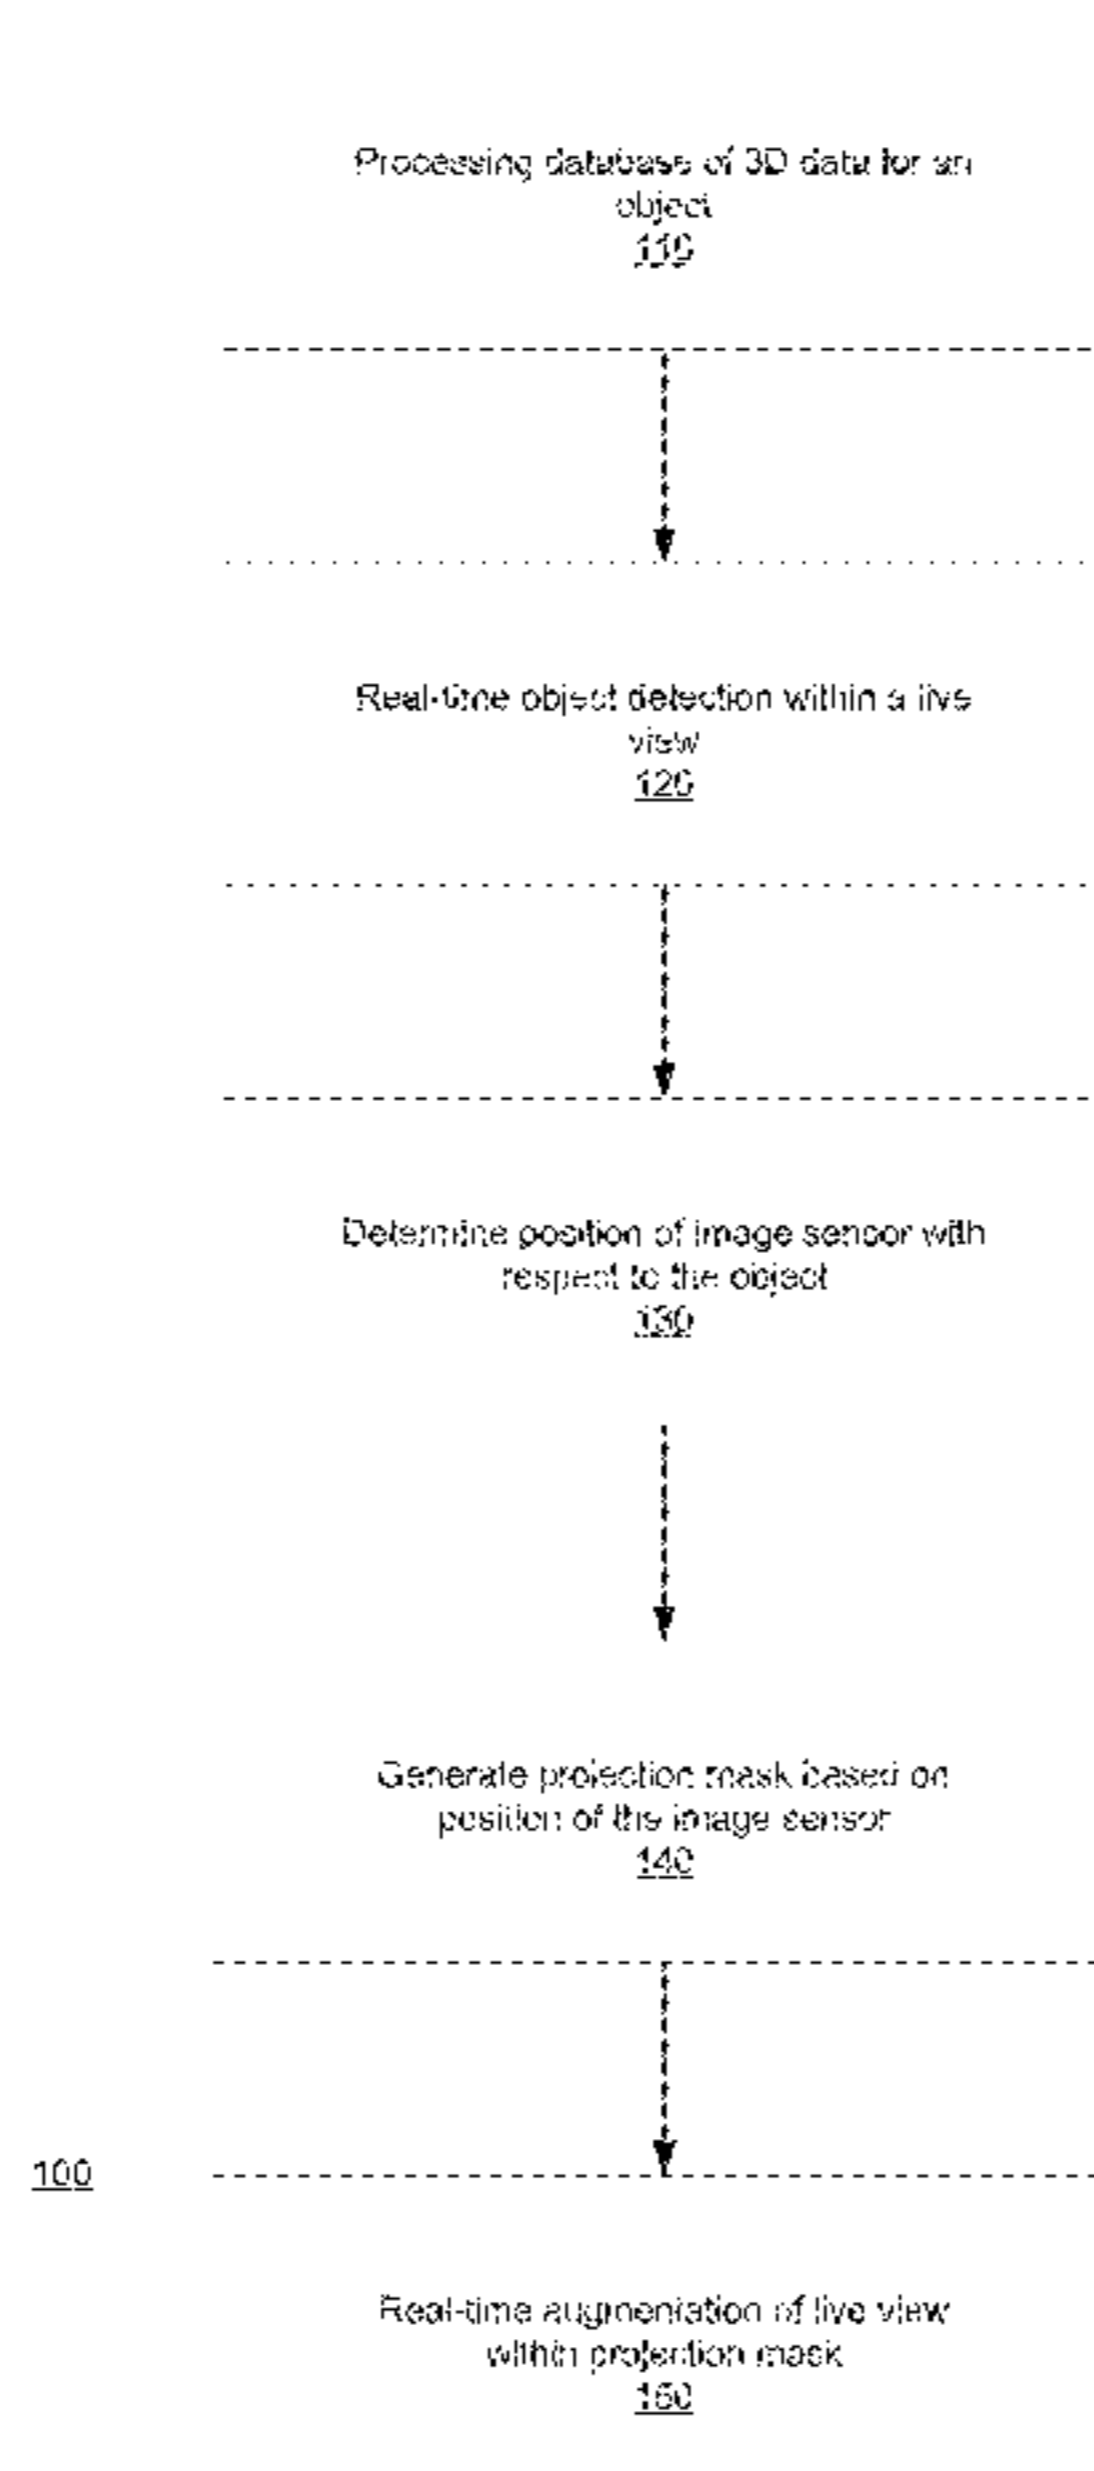 Processing database of 3D data for an
object
110
Real-time object detection within a live
view
120
Determine position of image sensor with
respect to the object
130
Generate projection mask based on
position of the image sensor
140
100
Real-time augmentation of live view
within projection mask